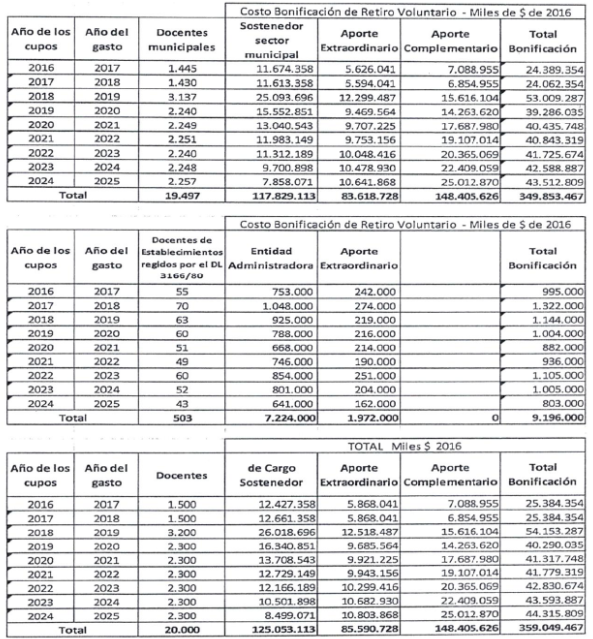 Costo Bonificación de Retiro Voluntario - Miles de $ de 2016
Año de los cupos Año del gasto Docentes municipales Sostenedor sector municipal Aporte Extraordinario Aporte Complementario Total Bonificación
2016 2017 1.445 11.674.358 5.626.041 7.088.955 24.389.354
2017 2018 1.430 11.613.358 5.594.041 6.854.955 24.062.354
2018 2019 3.137 25.093.696 12.299.487 15.616.104 53.009.287
2019 2020 2.240 15.552.851 9.469.564 14.263.620 39.286.035
2020 2021 2.249 13.040.543 9.707.225 17.687.980 40.435.748
2021 2022 2.251 11.983.149 9.753.156 19.107.014 40.843.319
2022 2023 2.240 11.312.189 10.048.416 20.365.069 41.725.674
2023 2024 2.248 9.700.898 10.478.930 22.409.059 42.588.887
2024 2025 2.257 7.858.071 10.641.868 25.012.870 43.512.809
Total 19.497 117.829.113 83.618.728 148.405.626 349.853.467
Costo Bonificación de Retiro Voluntario - Miles de $ de 2016
Año de los cupos Año del gasto Docentes de Establecimientos regidos por el DL 3166/80 Entidad Administradora Aporte Extraordinario Total Bonificación
2016 2017 55 753.000 242.000 995.000
2017 2018 70 1.048.000 274.000 1.322.000
2018 2019 63 925.000 219.000 1.144.000
2019 2020 60 788.000 216.000 1.004.000
2020 2021 51 668.000 214.000 882.000
2021 2022 49 746.000 190.000 936.000
2022 2023 60 854.000 251.000 1.105.000
2023 2024 52 801.000 204.000 1.005.000
2024 2025 43 641.000 162.000 803.000
Total 503 7.224.000 1.972.000 0 9.196.000
TOTAL Miles $ 2016
Año de los cupos Año del gasto Docentes de Cargo Sostenedor Aporte Extraordinario Aporte Complementario Total Bonificación
2016 2017 1.500 12.427.358 5.868.041 7.088.955 25.384.354
2017 2018 1.500 12.661.358 5.868.041 6.854.955 25.384.354
2018 2019 3.200 26.018.696 12.518.487 15.616.104 54.153.287
2019 2020 2.300 16.340.851 9.685.564 14.263.620 40.290.035
2020 2021 2.300 13.708.543 9.921.225 17.687.980 41.317.748
2021 2022 2.300 12.729.149 9.943.156 19.107.014 41.779.319
2022 2023 2.300 12.166.189 10.299.416 20.365.069 42.830.674
2023 2024 2.300 10.501.898 10.682.930 22.409.059 43.593.887
2024 2025 2.300 8.499.071 10.803.868 25.012.870 44.315.809
Total 20.000 125.053.113 85.590.728 148.405.626 359.049.467